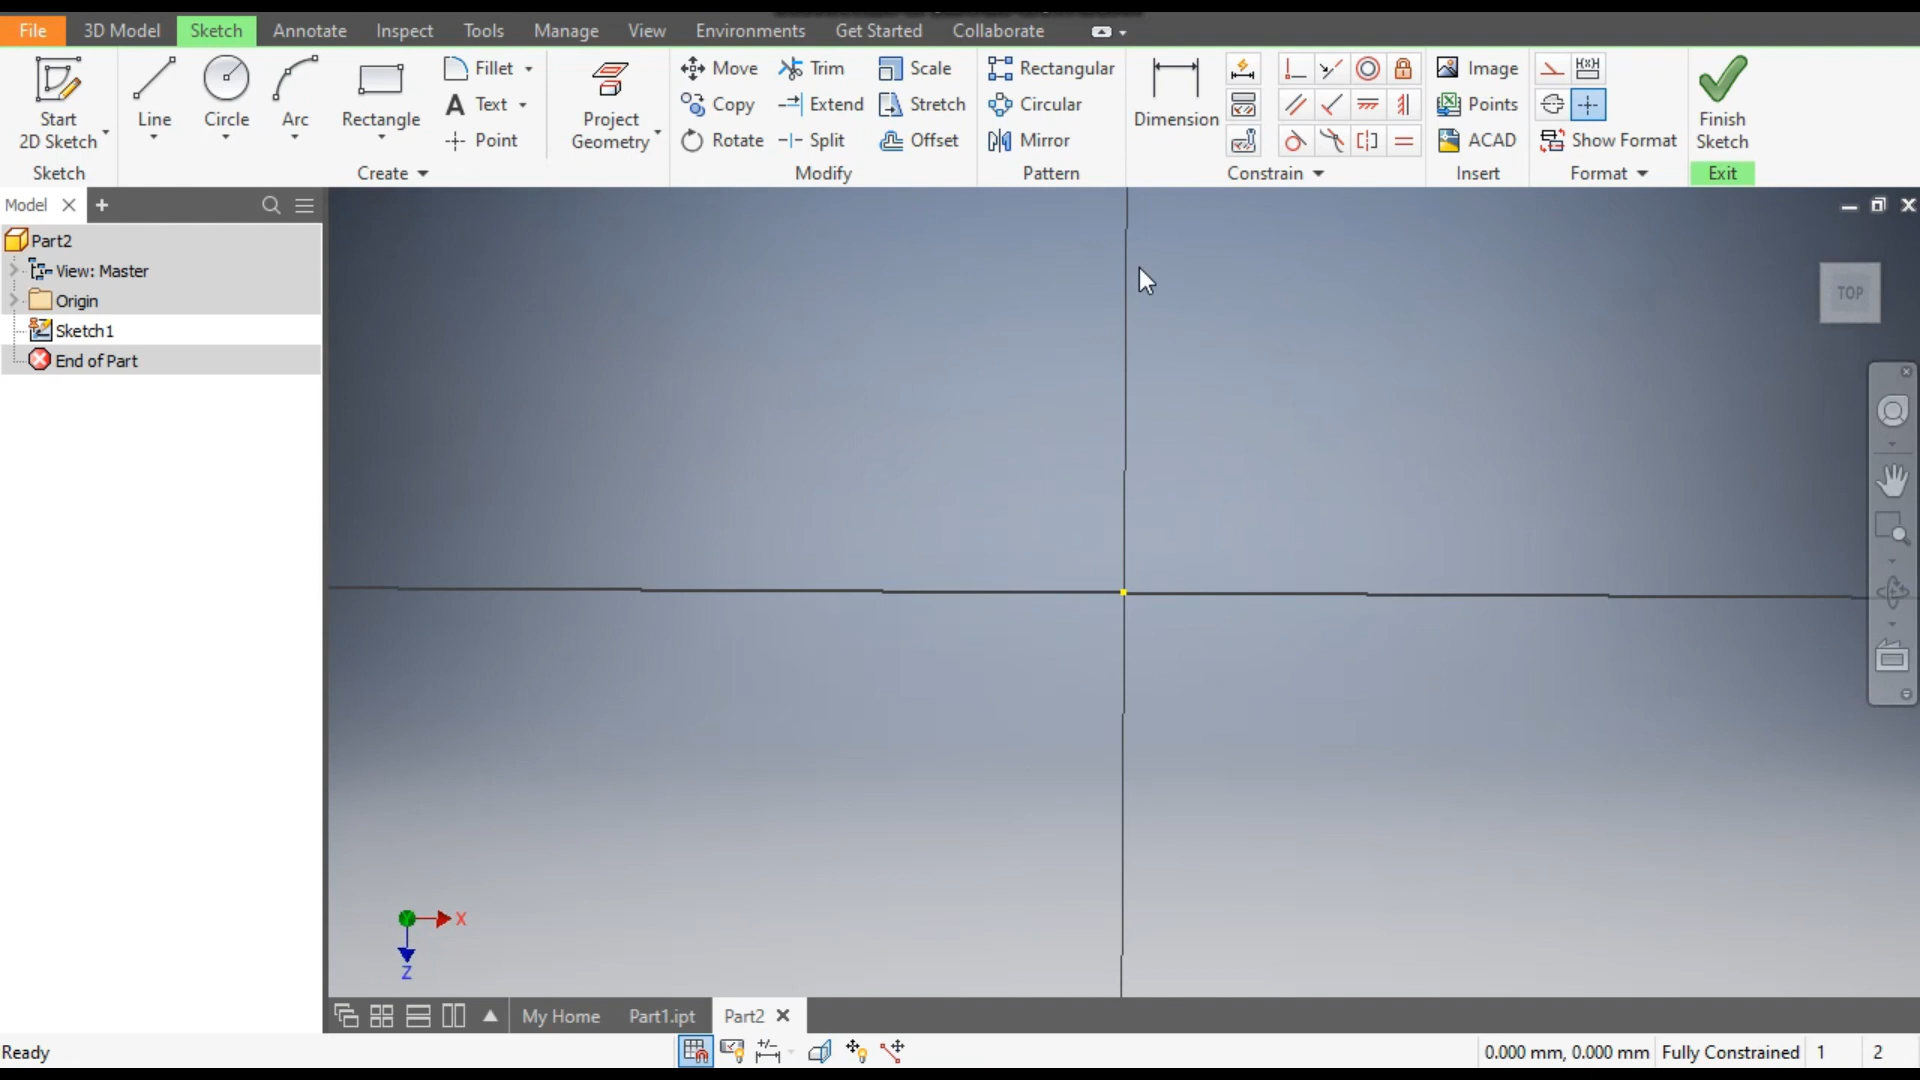 File 3D Model Sketch Annotate Inspect Tools Manage View Environments Get Started Collaborate
Start
2D Sketch
Line
Circle
Arc
Rectangle
Fillet
Text
Point
Project
Geometry
Move
Copy
Rotate
Trim
Extend
Split
Scale
Stretch
Offset
Rectangular
Circular
Mirror
Dimension
Image
Points
ACAD
Show Format
Finish
Sketch
Sketch Create Modify Pattern Constrain Insert Format Exit
Model
Part2
View: Master
Origin
Sketch1
End of Part
TOP
X
Z
My Home Part1.ipt Part2
Ready 0.000 mm, 0.000 mm Fully Constrained 1 2